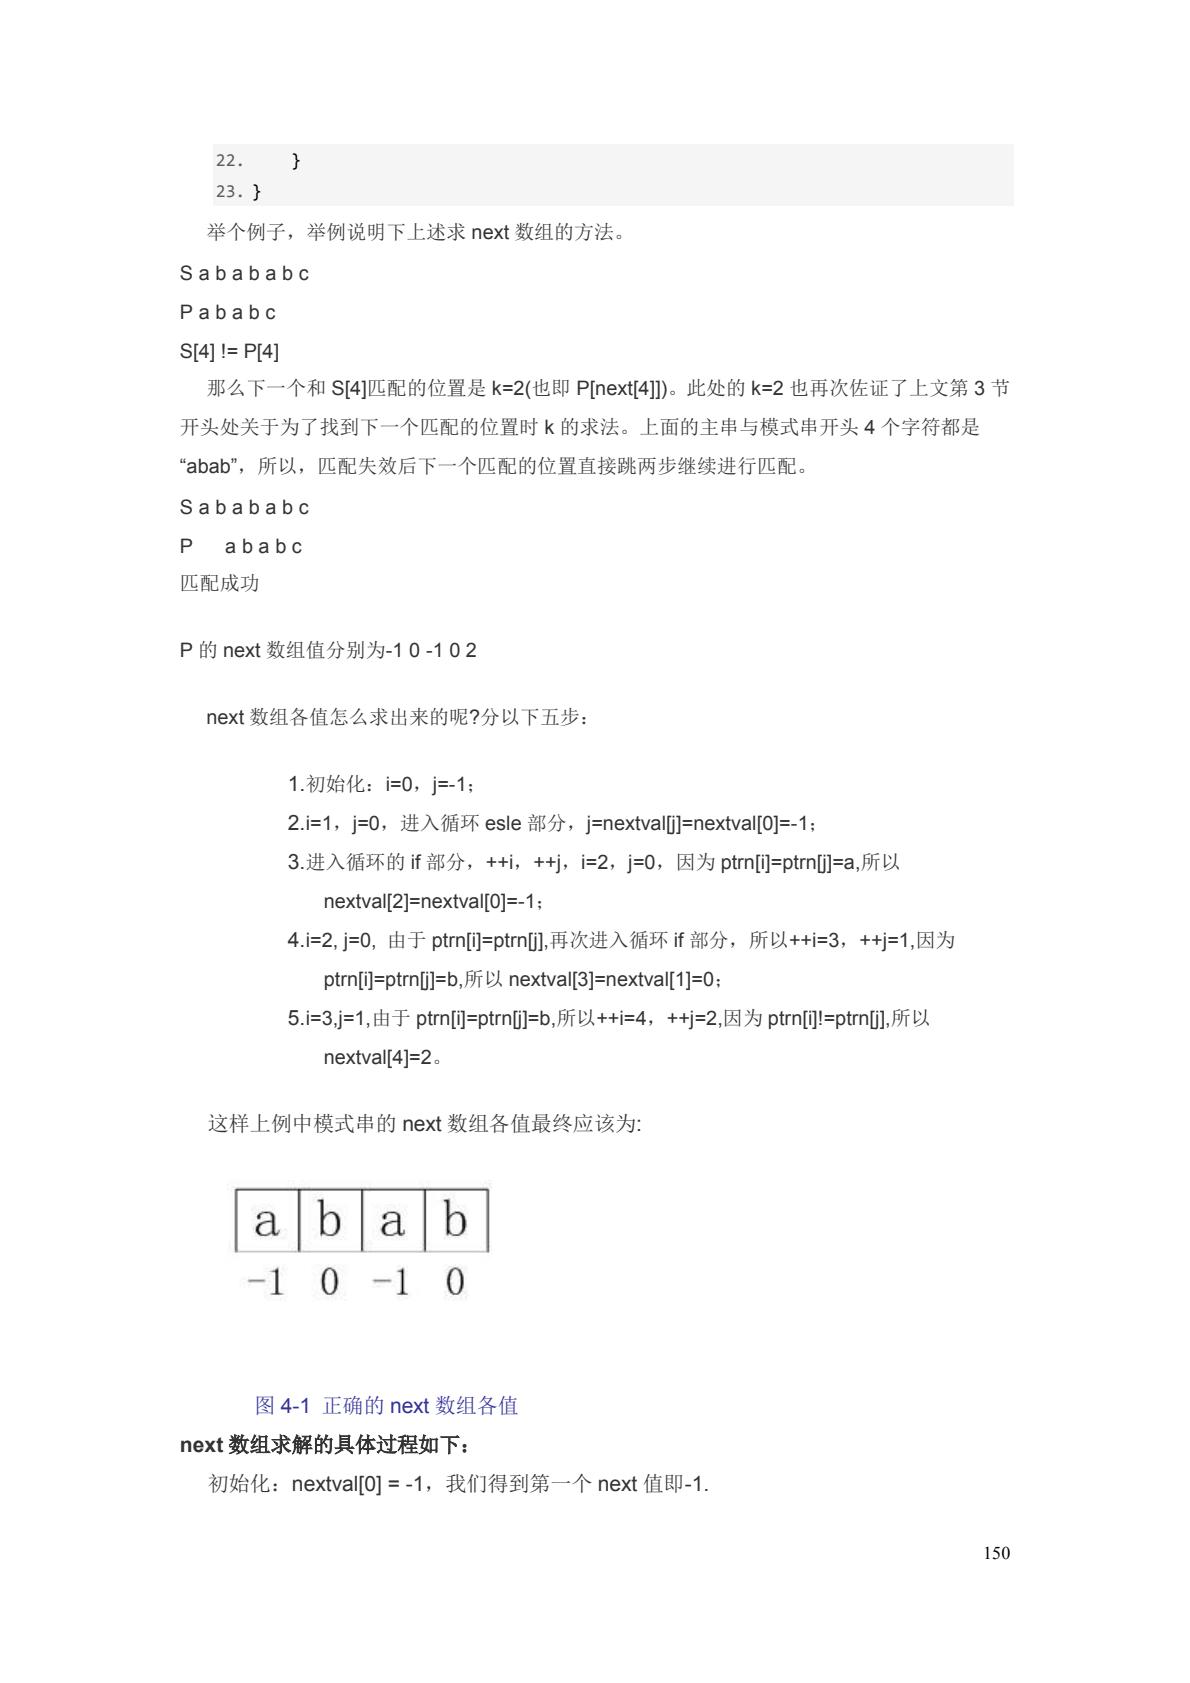 22. }
23. }
举个例子，举例说明下上述求 next 数组的方法。
S a b a b a b c
P a b a b c
S[4] != P[4]
那么下一个和 S[4]匹配的位置是 k=2(也即 P[next[4]])。此处的 k=2 也再次佐证了上文第 3 节
开头处关于为了找到下一个匹配的位置时 k 的求法。上面的主串与模式串开头 4 个字符都是
“abab”，所以，匹配失效后下一个匹配的位置直接跳两步继续进行匹配。
S a b a b a b c
P a b a b c
匹配成功
P 的 next 数组值分别为-1 0 -1 0 2
next 数组各值怎么求出来的呢?分以下五步：
1.初始化：i=0，j=-1；
2.i=1，j=0，进入循环 esle 部分，j=nextval[j]=nextval[0]=-1；
3.进入循环的 if 部分，++i，++j，i=2，j=0，因为 ptrn[i]=ptrn[j]=a,所以
nextval[2]=nextval[0]=-1；
4.i=2, j=0, 由于 ptrn[i]=ptrn[j],再次进入循环 if 部分，所以++i=3，++j=1,因为
ptrn[i]=ptrn[j]=b,所以 nextval[3]=nextval[1]=0；
5.i=3,j=1,由于 ptrn[i]=ptrn[j]=b,所以++i=4，++j=2,因为 ptrn[i]!=ptrn[j],所以
nextval[4]=2。
这样上例中模式串的 next 数组各值最终应该为:
a b a b
-1 0 -1 0
图 4-1 正确的 next 数组各值
next 数组求解的具体过程如下：
初始化：nextval[0] = -1，我们得到第一个 next 值即-1.
150